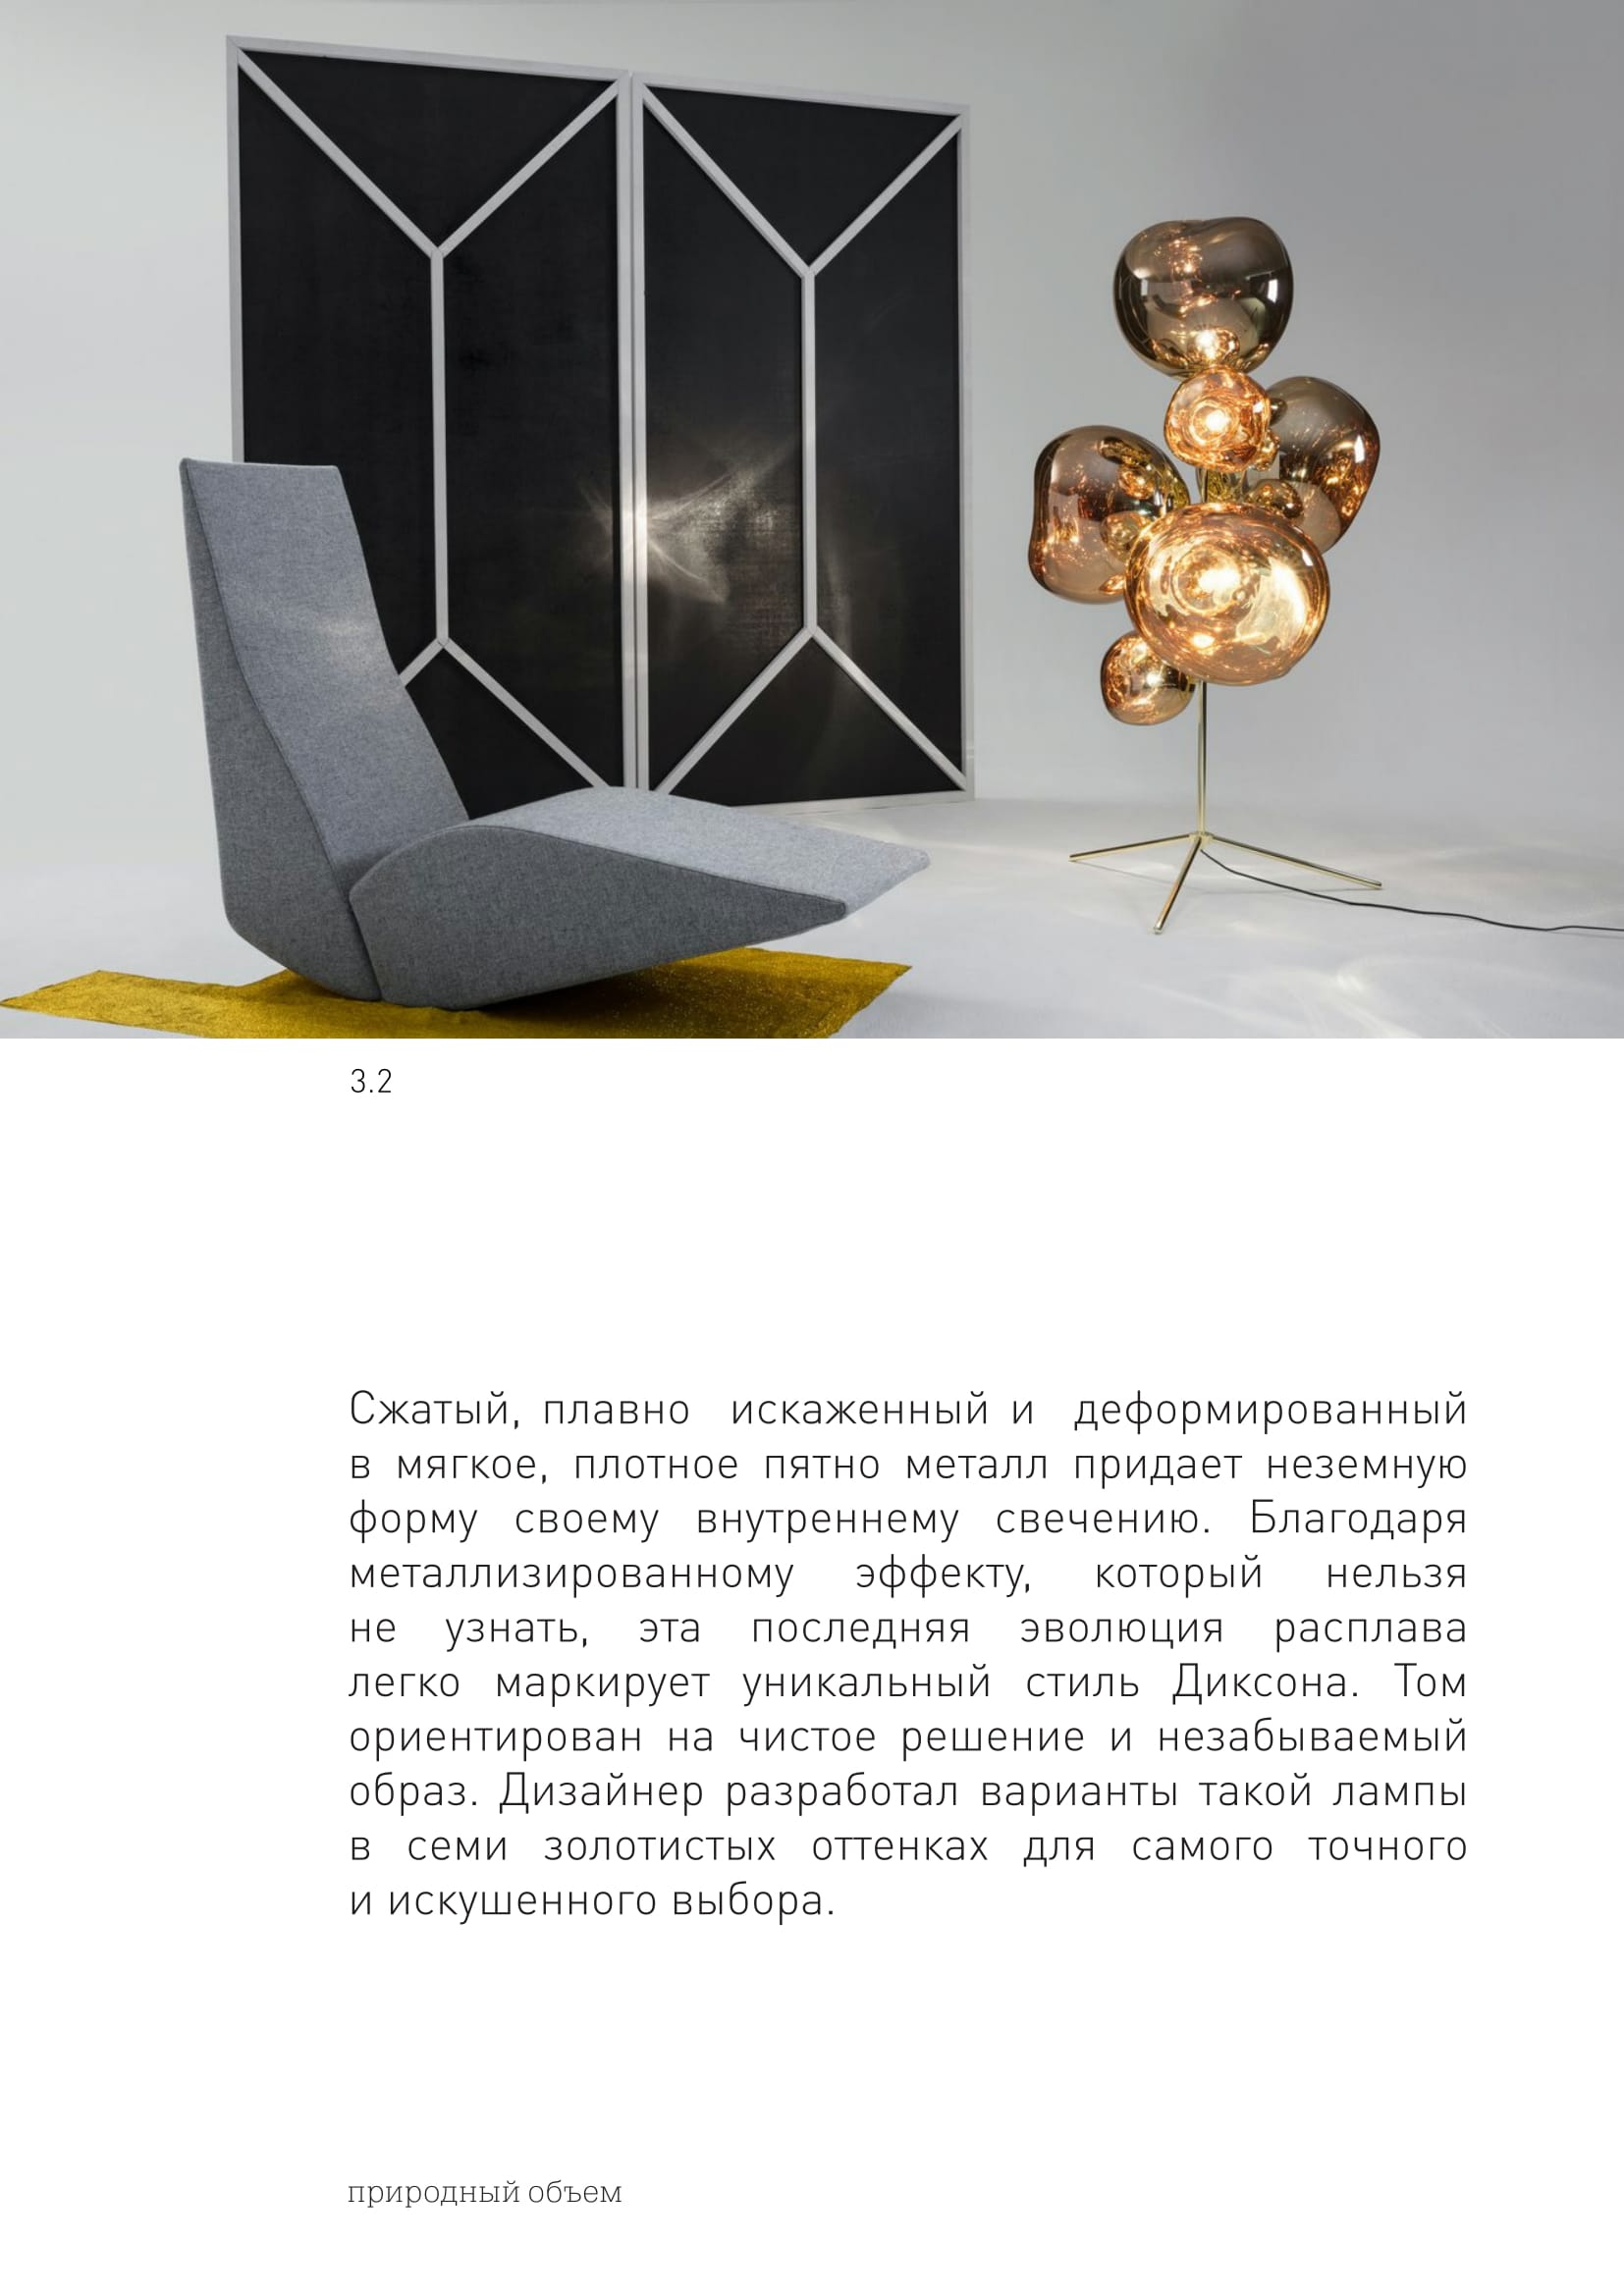 3.2
Сжатый, плавно искаженный и деформированный
в мягкое, плотное пятно металл придает неземную
форму своему внутреннему свечению. Благодаря
металлизированному эффекту, который нельзя
не узнать, эта последняя эволюция расплава
легко маркирует уникальный стиль Диксона. Том
ориентирован на чистое решение и незабываемый
образ. Дизайнер разработал варианты такой лампы
в семи золотистых оттенках для самого точного
и искушенного выбора.
природный объем